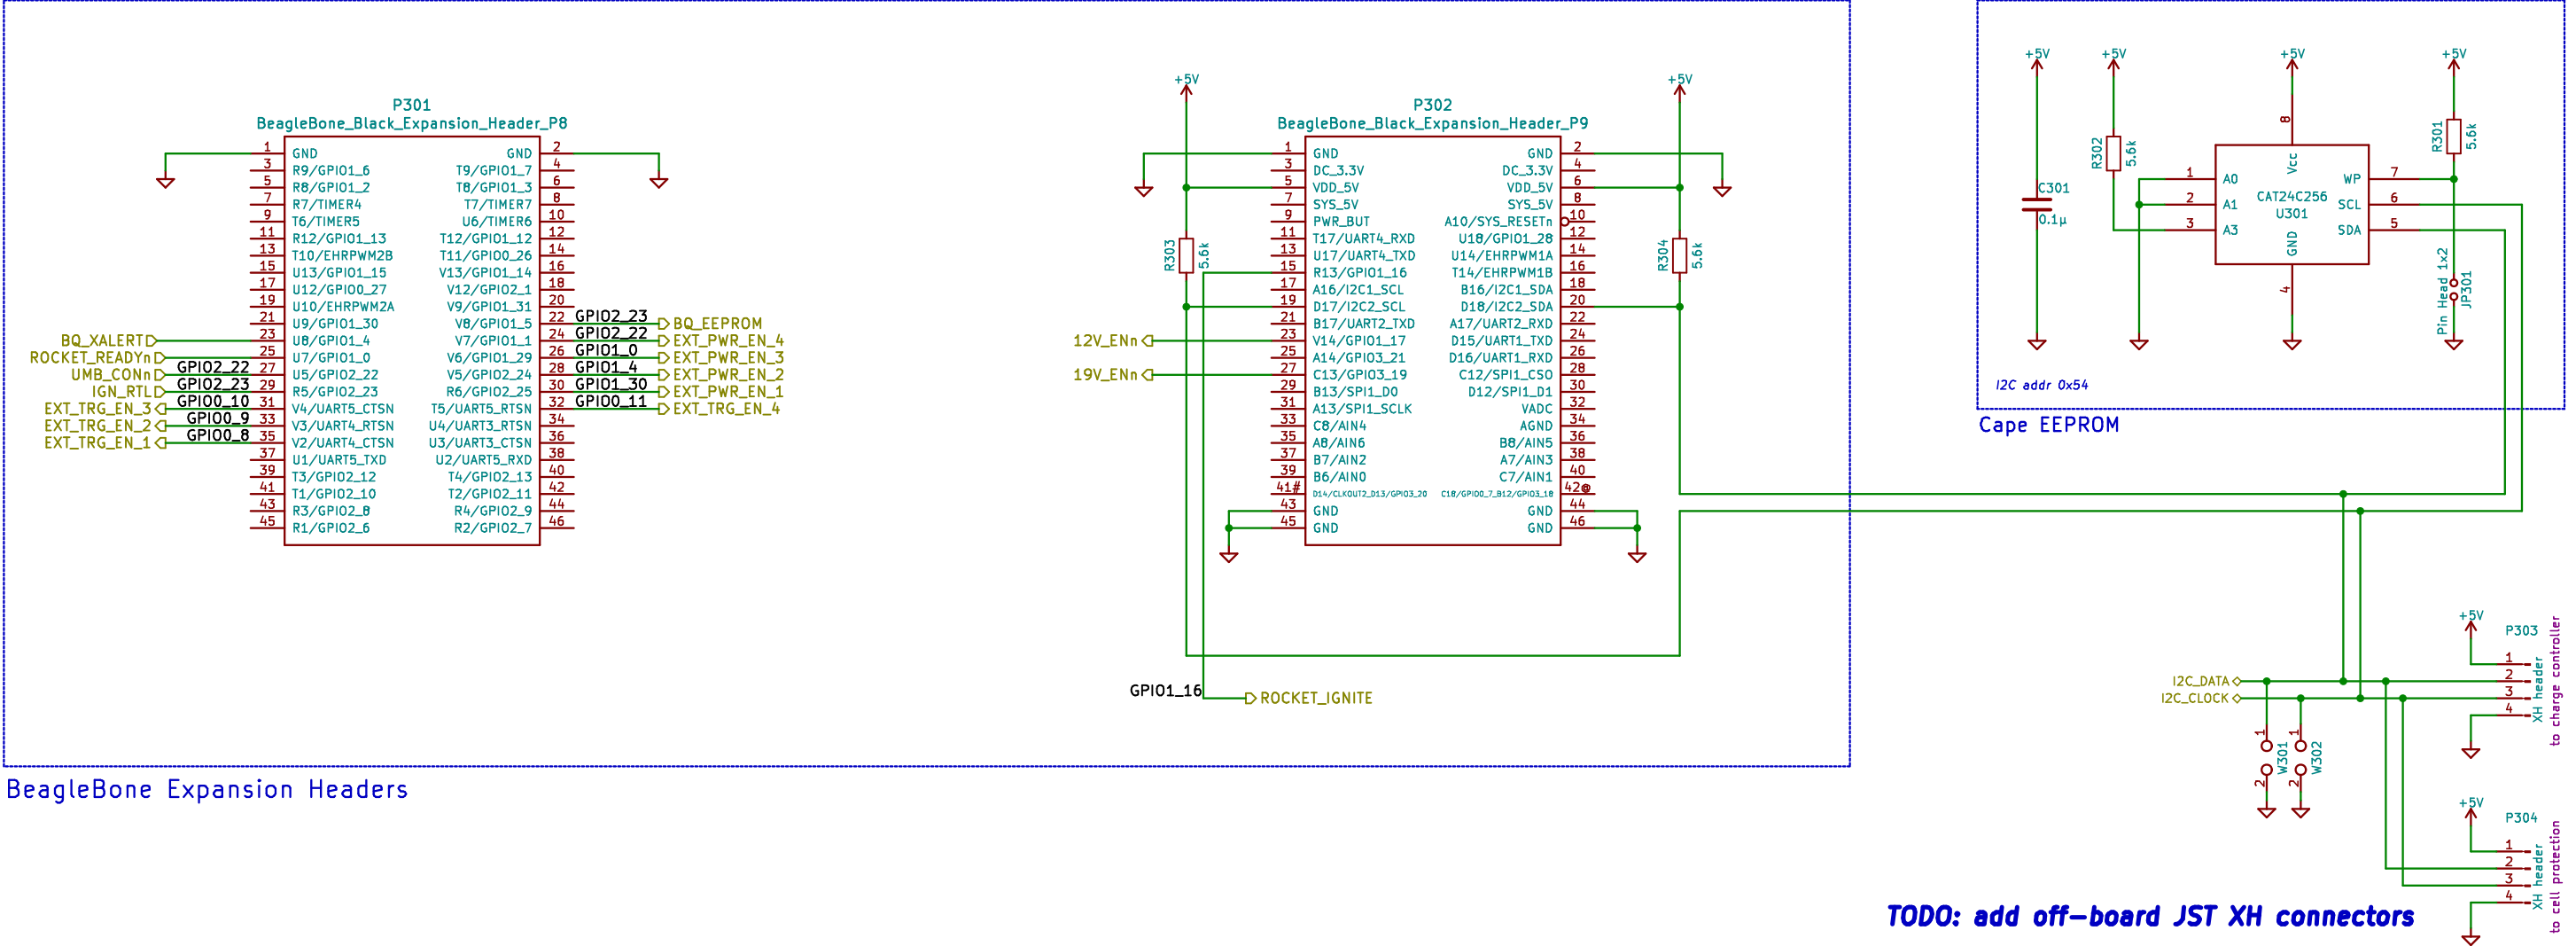 P301
BeagleBone_Black_Expansion_Header_P8
1 GND GND 2
3 R9/GPIO1_6 T9/GPIO1_7 4
5 R8/GPIO1_2 T8/GPIO1_3 6
7 R7/TIMER4 T7/TIMER7 8
9 T6/TIMER5 U6/TIMER6 10
11 R12/GPIO1_13 T12/GPIO1_12 12
13 T10/EHRPWM2B T11/GPIO0_26 14
15 U13/GPIO1_15 V13/GPIO1_14 16
17 U12/GPIO0_27 V12/GPIO2_1 18
19 U10/EHRPWM2A V9/GPIO1_31 20
21 U9/GPIO1_30 V8/GPIO1_5 22 GPIO2_23 BQ_EEPROM
BQ_XALERT 23 U8/GPIO1_4 V7/GPIO1_1 24 GPIO2_22 EXT_PWR_EN_4
ROCKET_READYn 25 U7/GPIO1_0 V6/GPIO1_29 26 GPIO1_0 EXT_PWR_EN_3
UMB_CONn GPIO2_22 27 U5/GPIO2_22 V5/GPIO2_24 28 GPIO1_4 EXT_PWR_EN_2
IGN_RTL GPIO2_23 29 R5/GPIO2_23 R6/GPIO2_25 30 GPIO1_30 EXT_PWR_EN_1
EXT_TRG_EN_3 GPIO0_10 31 V4/UART5_CTSN T5/UART5_RTSN 32 GPIO0_11 EXT_TRG_EN_4
EXT_TRG_EN_2 GPIO0_9 33 V3/UART4_RTSN U4/UART3_RTSN 34
EXT_TRG_EN_1 GPIO0_8 35 V2/UART4_CTSN U3/UART3_CTSN 36
37 U1/UART5_TXD U2/UART5_RXD 38
39 T3/GPIO2_12 T4/GPIO2_13 40
41 T1/GPIO2_10 T2/GPIO2_11 42
43 R3/GPIO2_8 R4/GPIO2_9 44
45 R1/GPIO2_6 R2/GPIO2_7 46
BeagleBone Expansion Headers
+5V
+5V
P302
BeagleBone_Black_Expansion_Header_P9
1 GND GND 2
3 DC_3.3V DC_3.3V 4
5 VDD_5V VDD_5V 6
7 SYS_5V SYS_5V 8
9 PWR_BUT A10/SYS_RESETn 10
11 T17/UART4_RXD U18/GPIO1_28 12
13 U17/UART4_TXD U14/EHRPWM1A 14
15 R13/GPIO1_16 T14/EHRPWM1B 16
17 A16/I2C1_SCL B16/I2C1_SDA 18
19 D17/I2C2_SCL D18/I2C2_SDA 20
21 B17/UART2_TXD A17/UART2_RXD 22
12V_ENn 23 V14/GPIO1_17 D15/UART1_TXD 24
25 A14/GPIO3_21 D16/UART1_RXD 26
19V_ENn 27 C13/GPIO3_19 C12/SPI1_CSO 28
29 B13/SPI1_D0 D12/SPI1_D1 30
31 A13/SPI1_SCLK VADC 32
33 C8/AIN4 AGND 34
35 A8/AIN6 B8/AIN5 36
37 B7/AIN2 A7/AIN3 38
39 B6/AIN0 C7/AIN1 40
41# D14/CLKOUT2_D13/GPIO3_20 C18/GPIO0_7_B12/GPIO3_18 42@
43 GND GND 44
45 GND GND 46
R303
5.6k
R304
5.6k
GPIO1_16 ROCKET_IGNITE
+5V
+5V
+5V
+5V
C301
0.1µ
R302
5.6k
8
Vcc
1 A0 WP 7
CAT24C256
2 A1 SCL 6
U301
3 A3 SDA 5
GND
4
R301
5.6k
Pin Head 1x2
JP301
I2C addr 0x54
Cape EEPROM
I2C_DATA
I2C_CLOCK
1
W301
2
1
W302
2
+5V
P303
1
2
3
4
XH header
to charge controller
+5V
P304
1
2
3
4
XH header
to cell protection
TODO: add off-board JST XH connectors